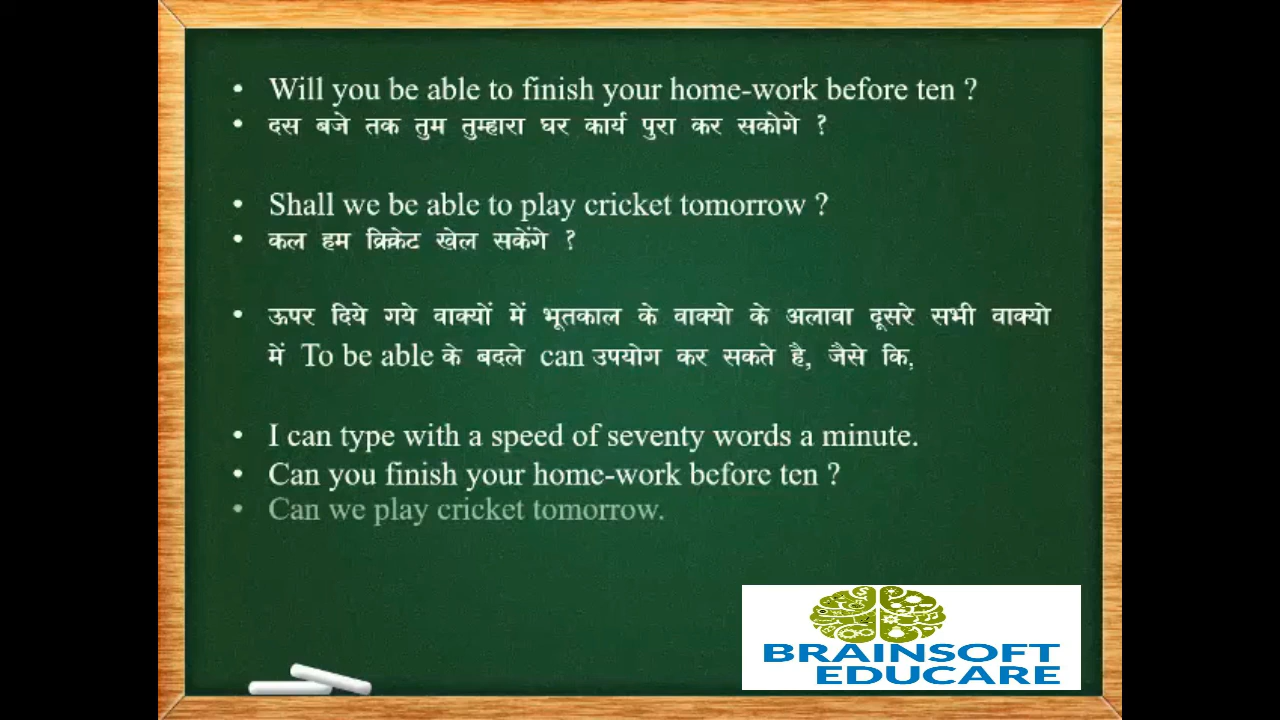 Will you be able to finish your home-work before ten ?
दस बजे तक तुम तुम्हारा घर कार्य पुरा कर सकोगे ?
Shall we be able to play cricket tomorrow ?
कल हम क्रिकेट खेल सकेंगे ?
ऊपर दिये गये वाक्यों में भूतकाल के वाक्यो के अलावा दूसरे सभी वाक्यो
में To be able के बदले can उपयोग कर सकते है, जैसे कि,
I can type with a speed of seventy words a minute.
Can you finish your home-work before ten ?
Can we play cricket tomorrow.
BRAINSOFT
EDUCARE